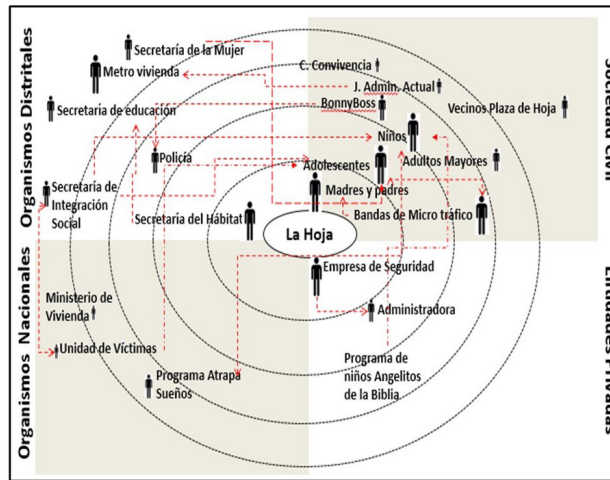 Organismos Distritales
Secretaría de la Mujer
Metro vivienda
Secretaría de educación
Policía
Secretaría de
Integración
Social
Secretaría del Hábitat
Sociedad Civil
C. Convivencia
J. Admin. Actual
BonnyBoss
Vecinos Plaza de Hoja
Niños
Adolescentes
Adultos Mayores
Madres y padres
Bandas de Micro tráfico
La Hoja
Organismos Nacionales
Ministerio de
Vivienda
Unidad de Víctimas
Programa Atrapa
Sueños
Entidades Privadas
Empresa de Seguridad
Administradora
Programa de
niños Angelitos
de la Biblia